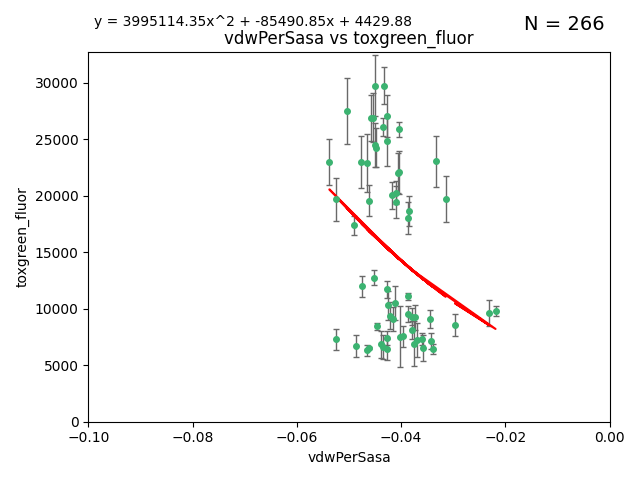 y = 3995114.35x^2 + -85490.85x + 4429.88
N = 266
vdwPerSasa vs toxgreen_fluor
30000
25000
20000
15000
10000
5000
0
toxgreen_fluor
−0.10 −0.08 −0.06 −0.04 −0.02 0.00
vdwPerSasa